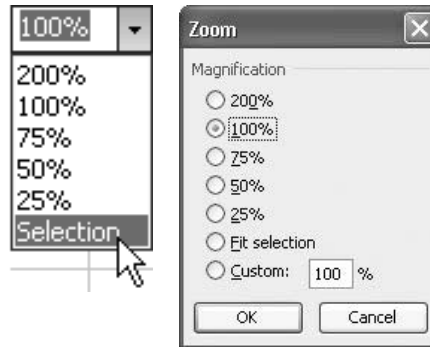 100%
200%
100%
75%
50%
25%
Selection
Zoom
Magnification
200%
100%
75%
50%
25%
Fit selection
Custom: 100 %
OK Cancel